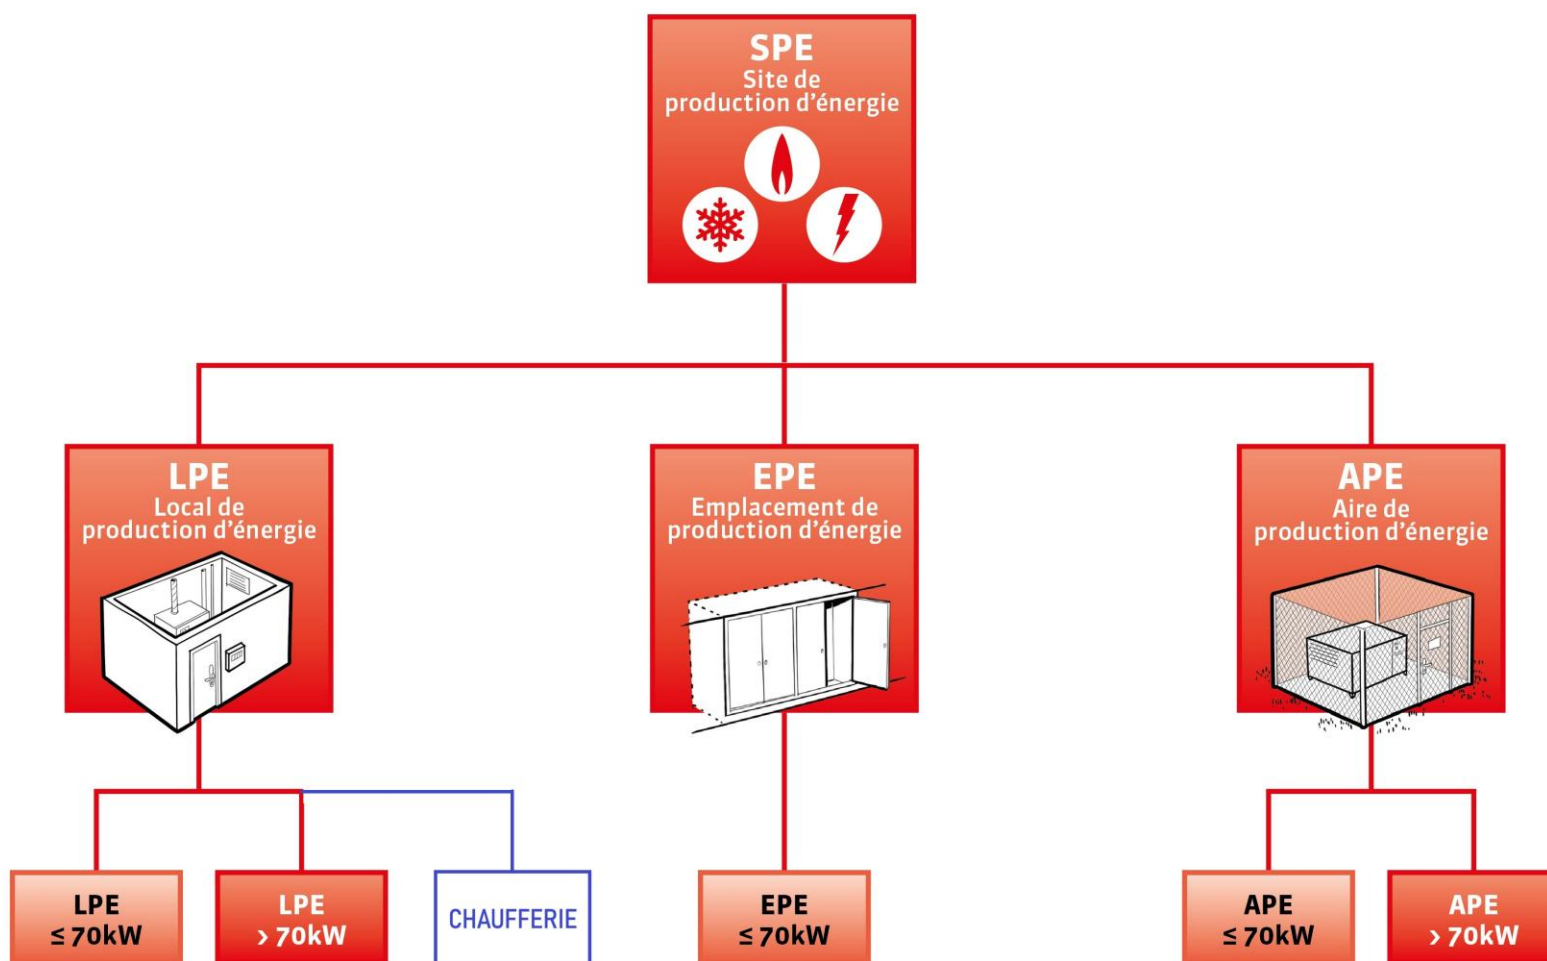 SPE
Site de
production d’énergie
LPE
Local de
production d’énergie
EPE
Emplacement de
production d’énergie
APE
Aire de
production d’énergie
LPE
≤ 70kW
LPE
› 70kW
CHAUFFERIE
EPE
≤ 70kW
APE
≤ 70kW
APE
› 70kW